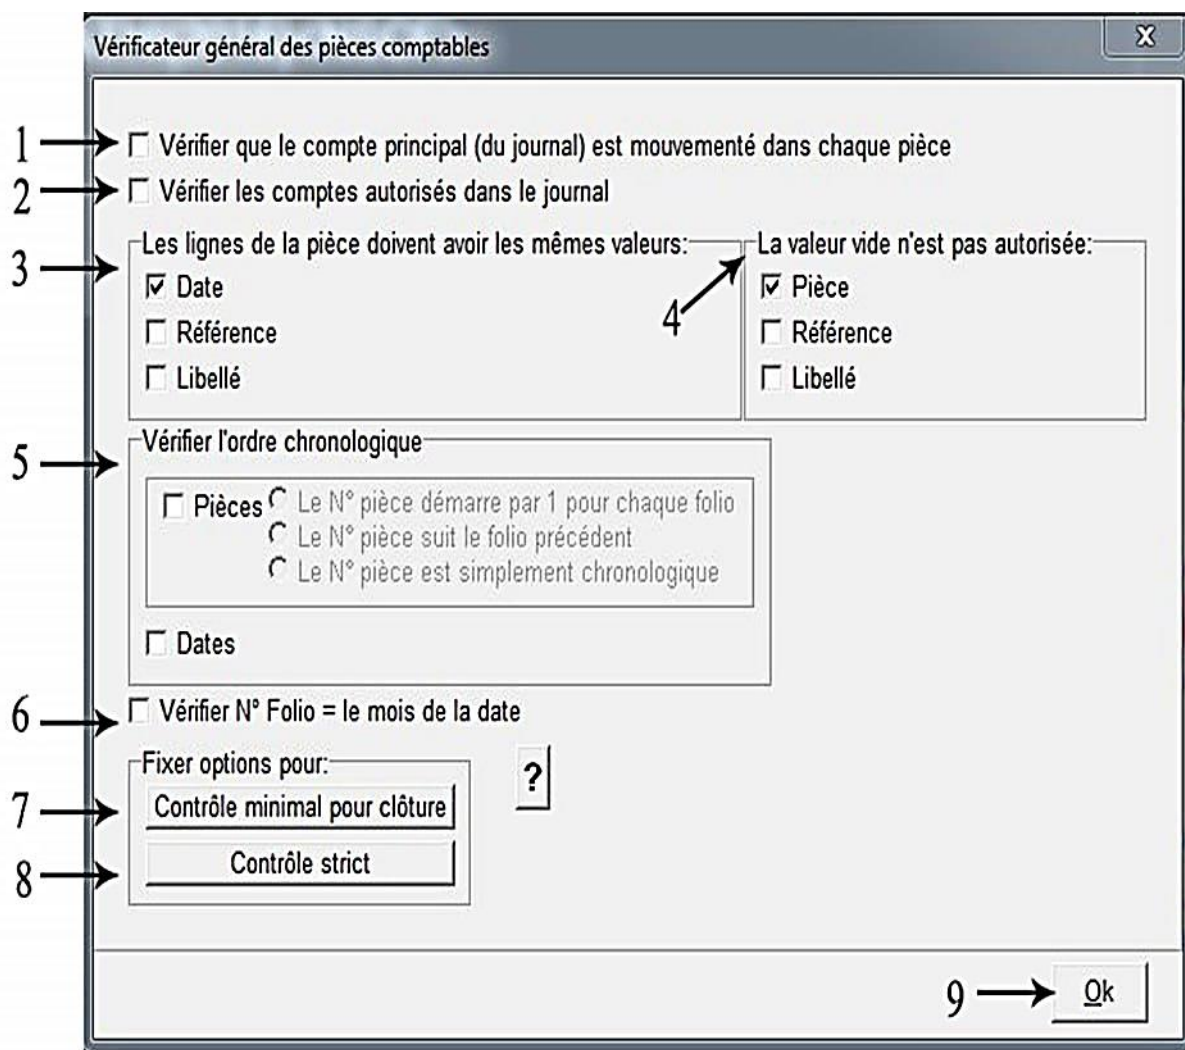 Vérificateur général des pièces comptables
X
1
Vérifier que le compte principal (du journal) est mouvementé dans chaque pièce
2
Vérifier les comptes autorisés dans le journal
Les lignes de la pièce doivent avoir les mêmes valeurs:
3
Date
Référence
Libellé
La valeur vide n'est pas autorisée:
4
Pièce
Référence
Libellé
Vérifier l'ordre chronologique
5
Pièces
Le N° pièce démarre par 1 pour chaque folio
Le N° pièce suit le folio précédent
Le N° pièce est simplement chronologique
Dates
6
Vérifier N° Folio = le mois de la date
Fixer options pour:
?
7
Contrôle minimal pour clôture
8
Contrôle strict
9
Ok